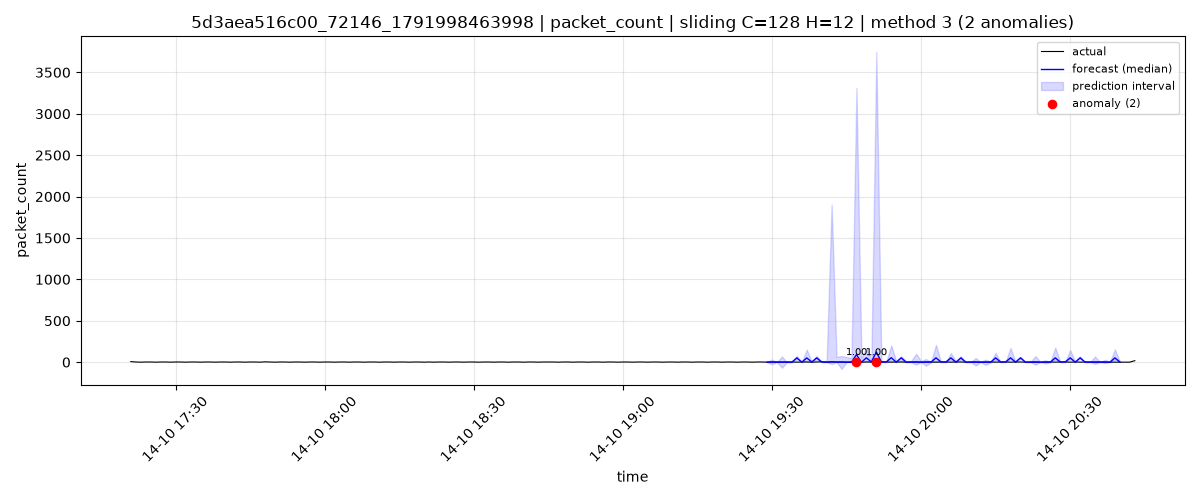 5d3aea516c00_72146_1791998463998 | packet_count | sliding C=128 H=12 | method 3 (2 anomalies)
actual
forecast (median)
prediction interval
anomaly (2)
packet_count
3500
3000
2500
2000
1500
1000
500
0
1.00
1.00
14-10 17:30
14-10 18:00
14-10 18:30
14-10 19:00
14-10 19:30
14-10 20:00
14-10 20:30
time